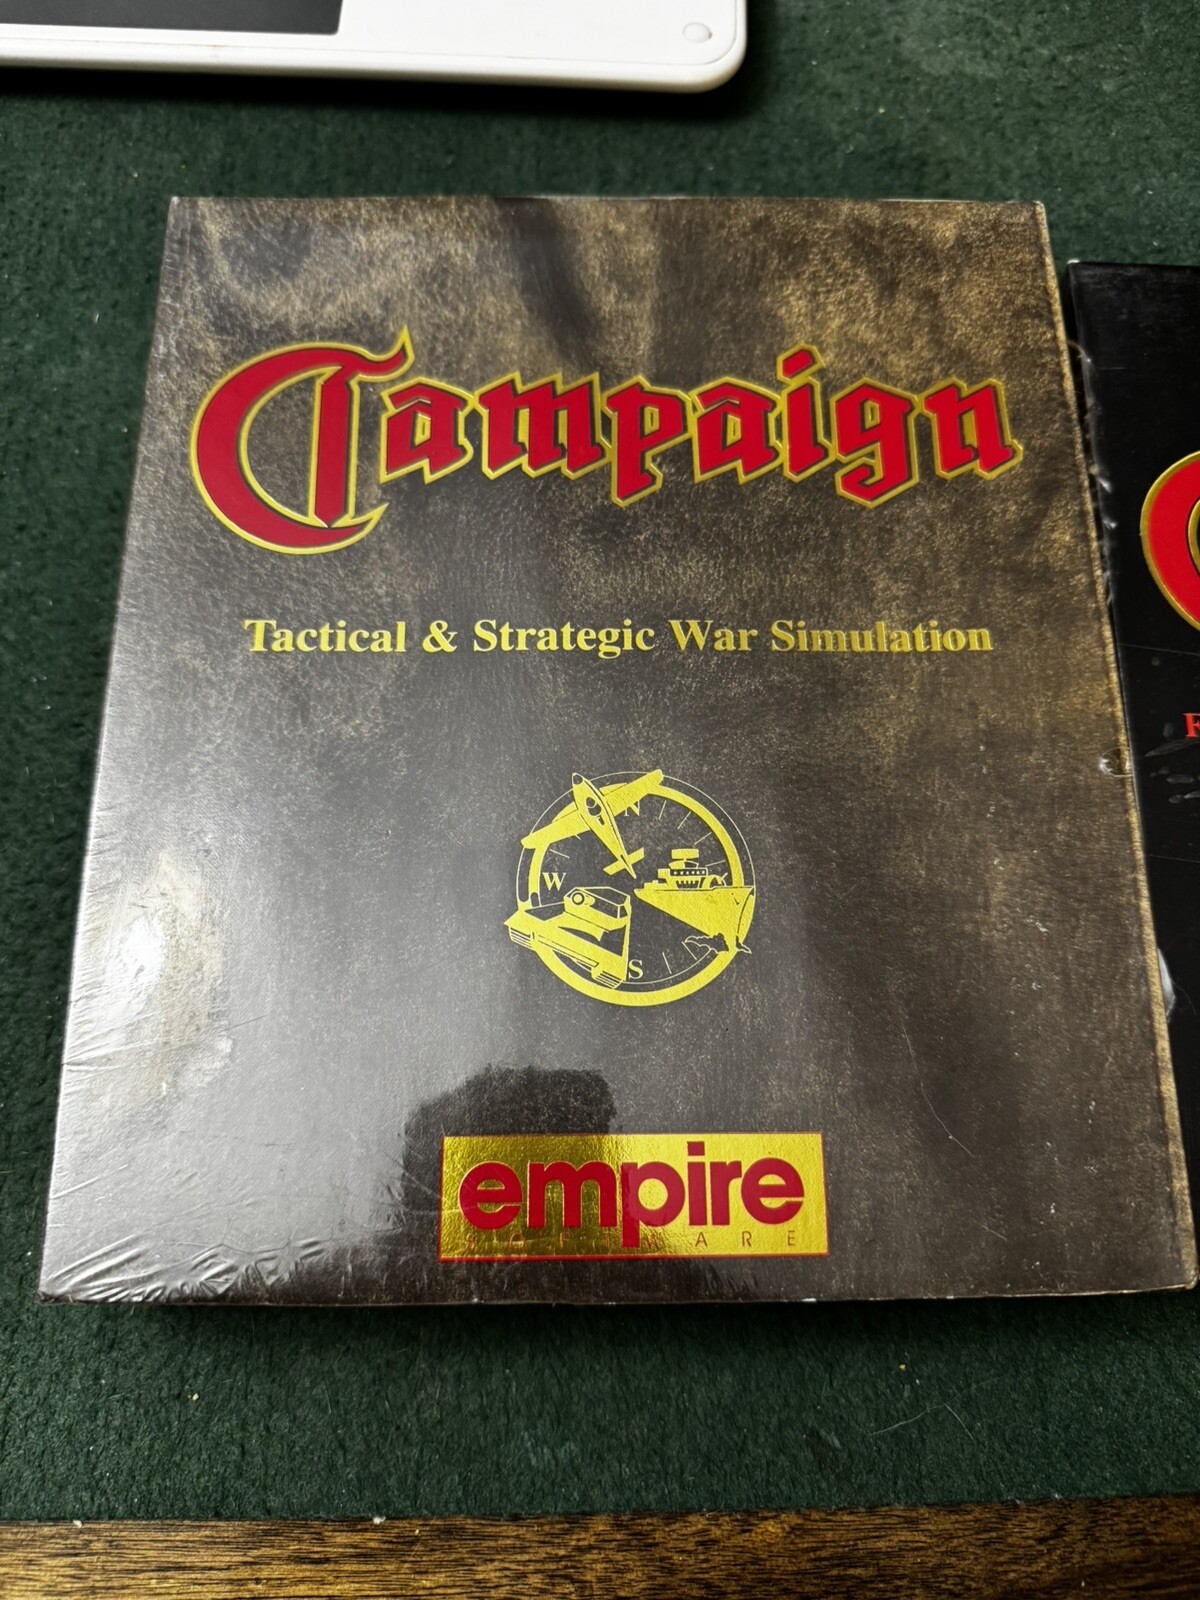 Campaign
Tactical & Strategic War Simulation
N
W
S
empire
SOFTWARE